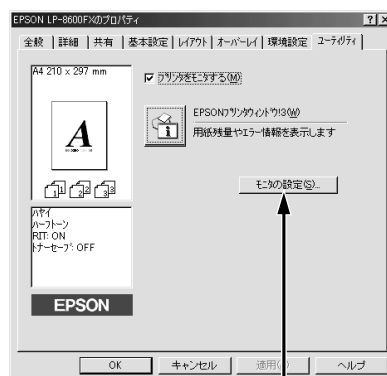 EPSON LP-8600FXのプロパティ
? ×
全般 詳細 共有 基本設定 レイアウト オーバーレイ 環境設定 ユーティリティ
A4 210 x 297 mm
プリンタをモニタする(M)
EPSONプリンタウィンドウ!3(W)
用紙残量やエラー情報を表示します
A
1 1 2 2 3 3
モニタの設定(S)...
ハヤイ
ハーフトーン
RIT: ON
トナーセーブ: OFF
EPSON
OK キャンセル 適用 ヘルプ